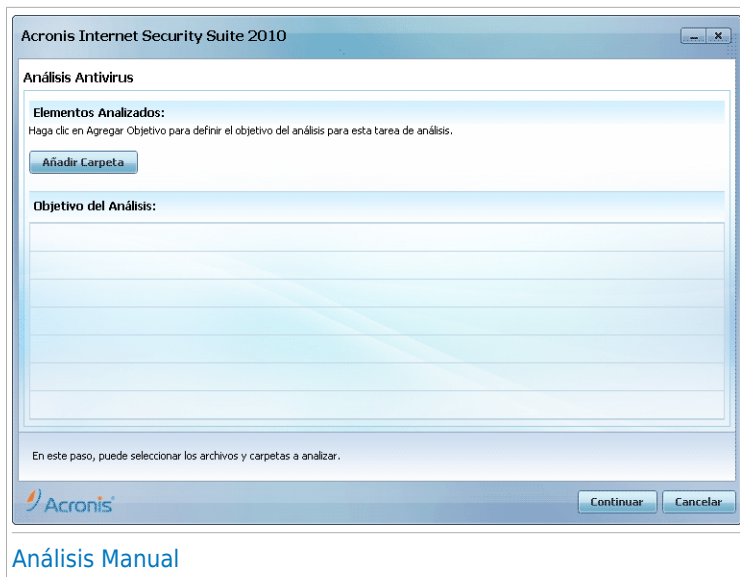 Acronis Internet Security Suite 2010
Análisis Antivirus
Elementos Analizados:
Haga clic en Agregar Objetivo para definir el objetivo del análisis para esta tarea de análisis.
Añadir Carpeta
Objetivo del Análisis:
En este paso, puede seleccionar los archivos y carpetas a analizar.
Acronis
Continuar
Cancelar
Análisis Manual